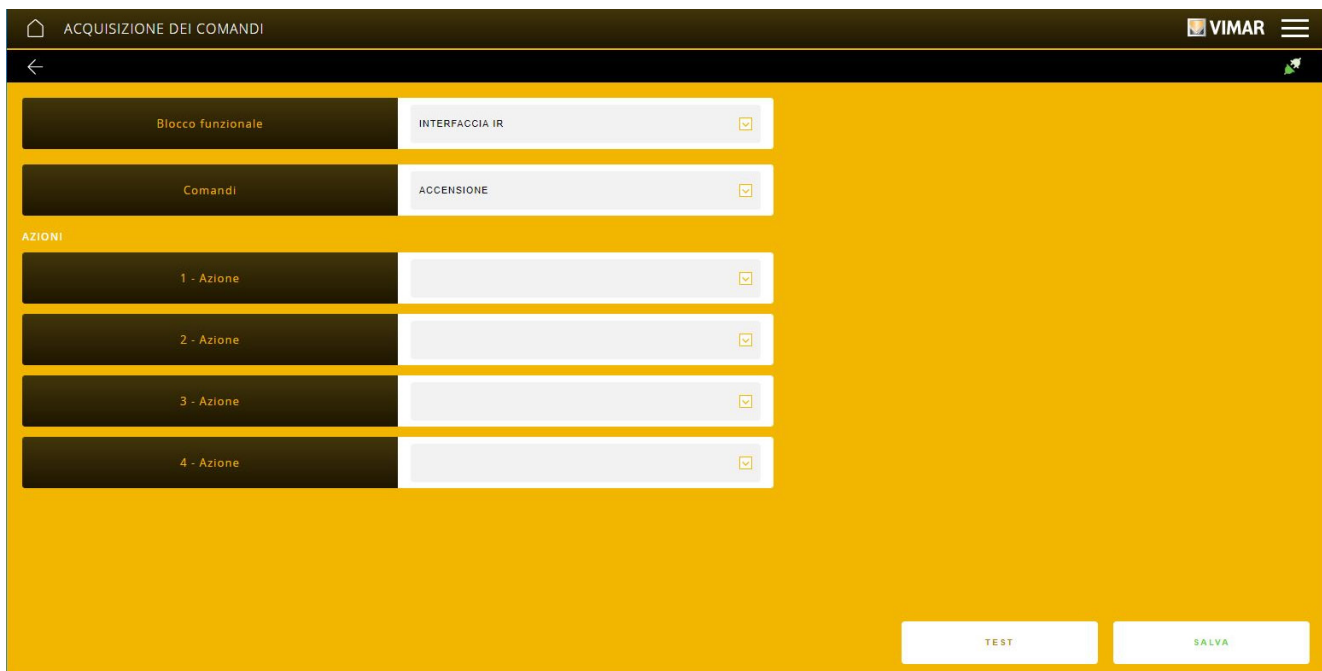 ACQUISIZIONE DEI COMANDI
VIMAR
Blocco funzionale
INTERFACCIA IR
Comandi
ACCENSIONE
AZIONI
1 - Azione
2 - Azione
3 - Azione
4 - Azione
TEST
SALVA